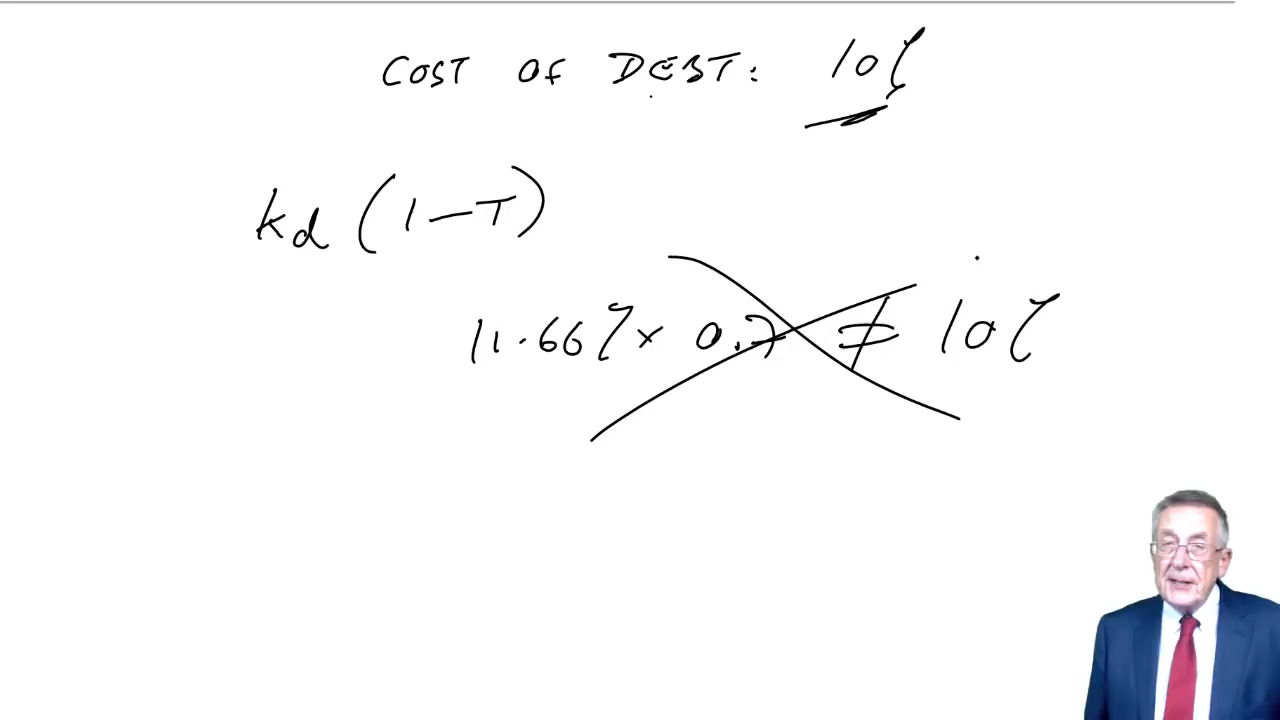 COST OF DEBT: 10%
kd (1-T)
11.66% x 0.7 ≠ 10%